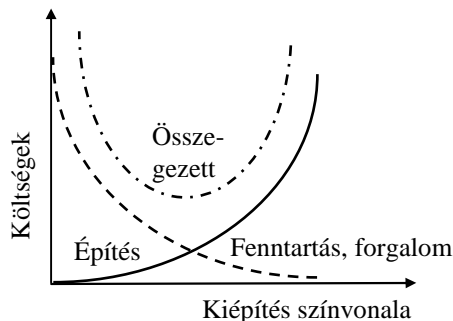 Össze-
gezett
Költségek
Építés
Fenntartás, forgalom
Kiépítés színvonala